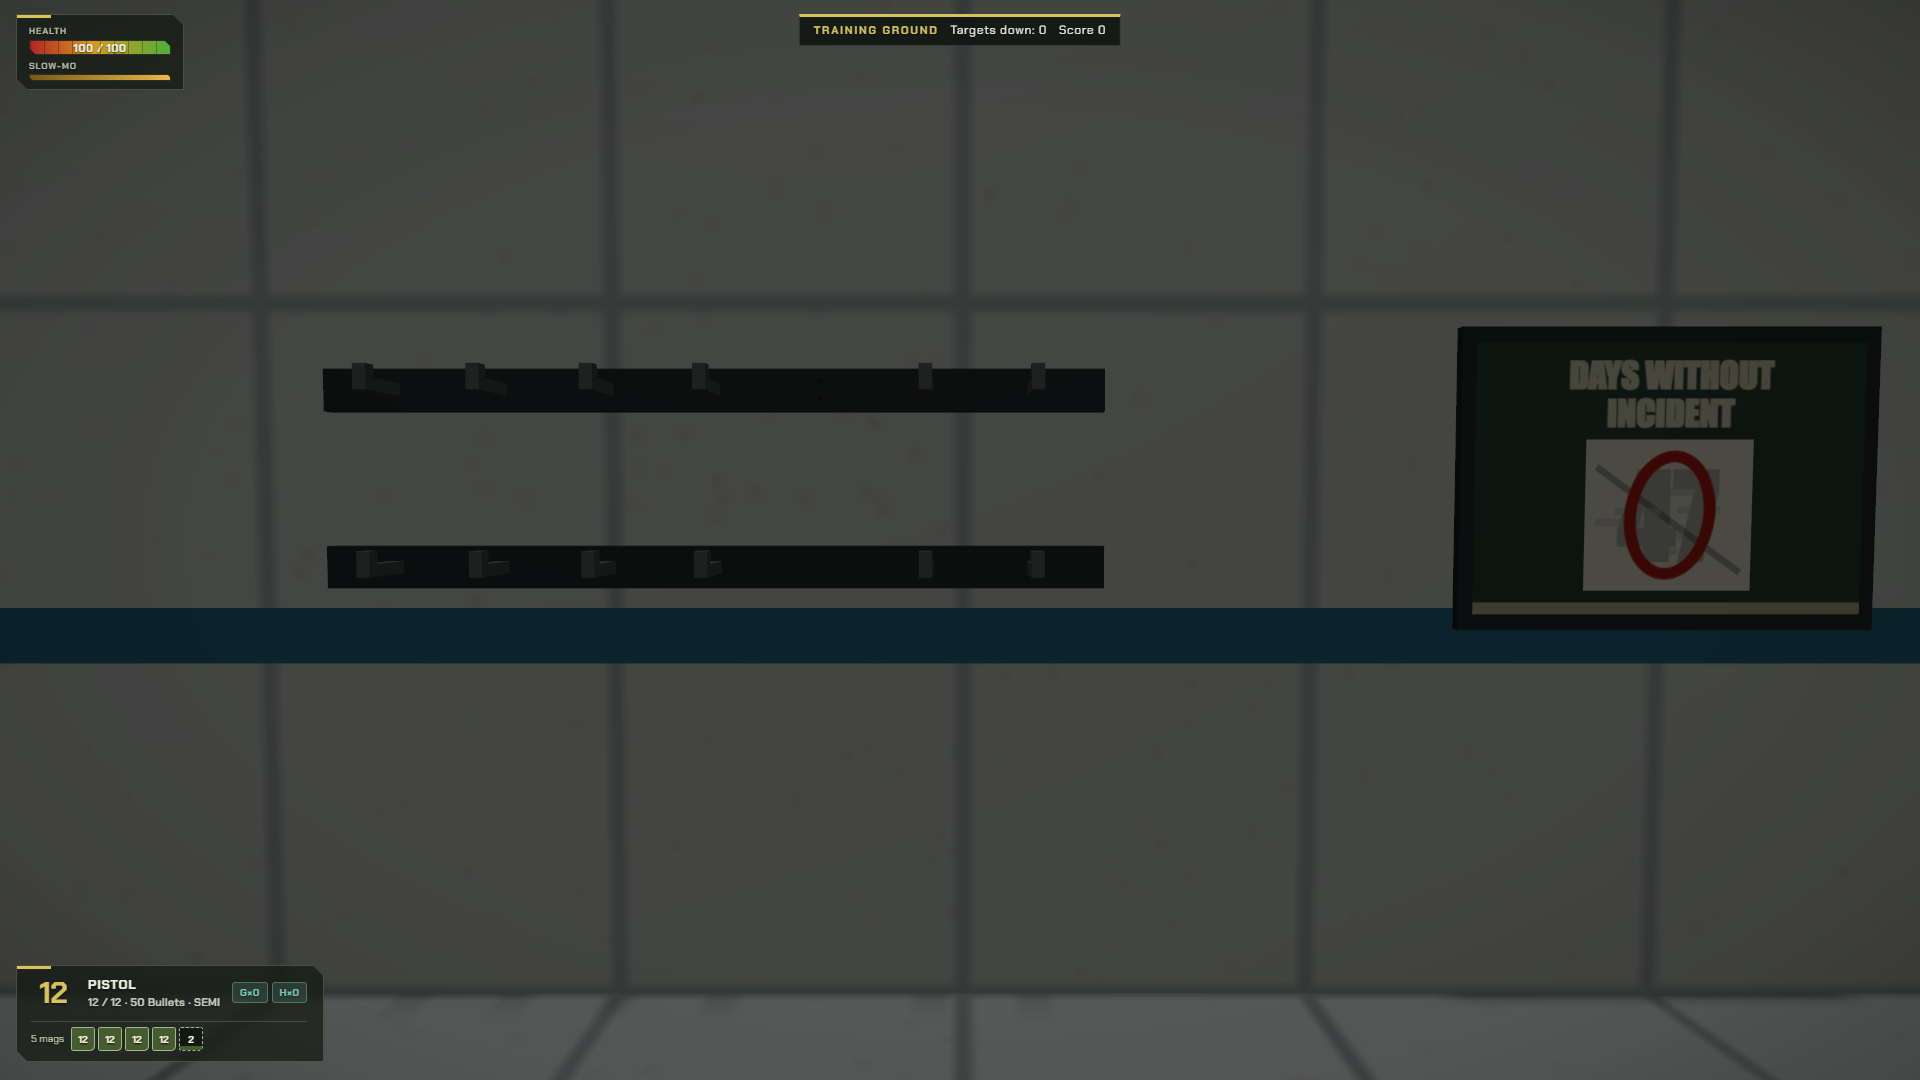 HEALTH
100 / 100
SLOW-MO
TRAINING GROUND Targets down: 0 Score 0
DAYS WITHOUT
INCIDENT
12 PISTOL
12 / 12 · 50 Bullets · SEMI
G×0 H×0
5 mags 12 12 12 12 2